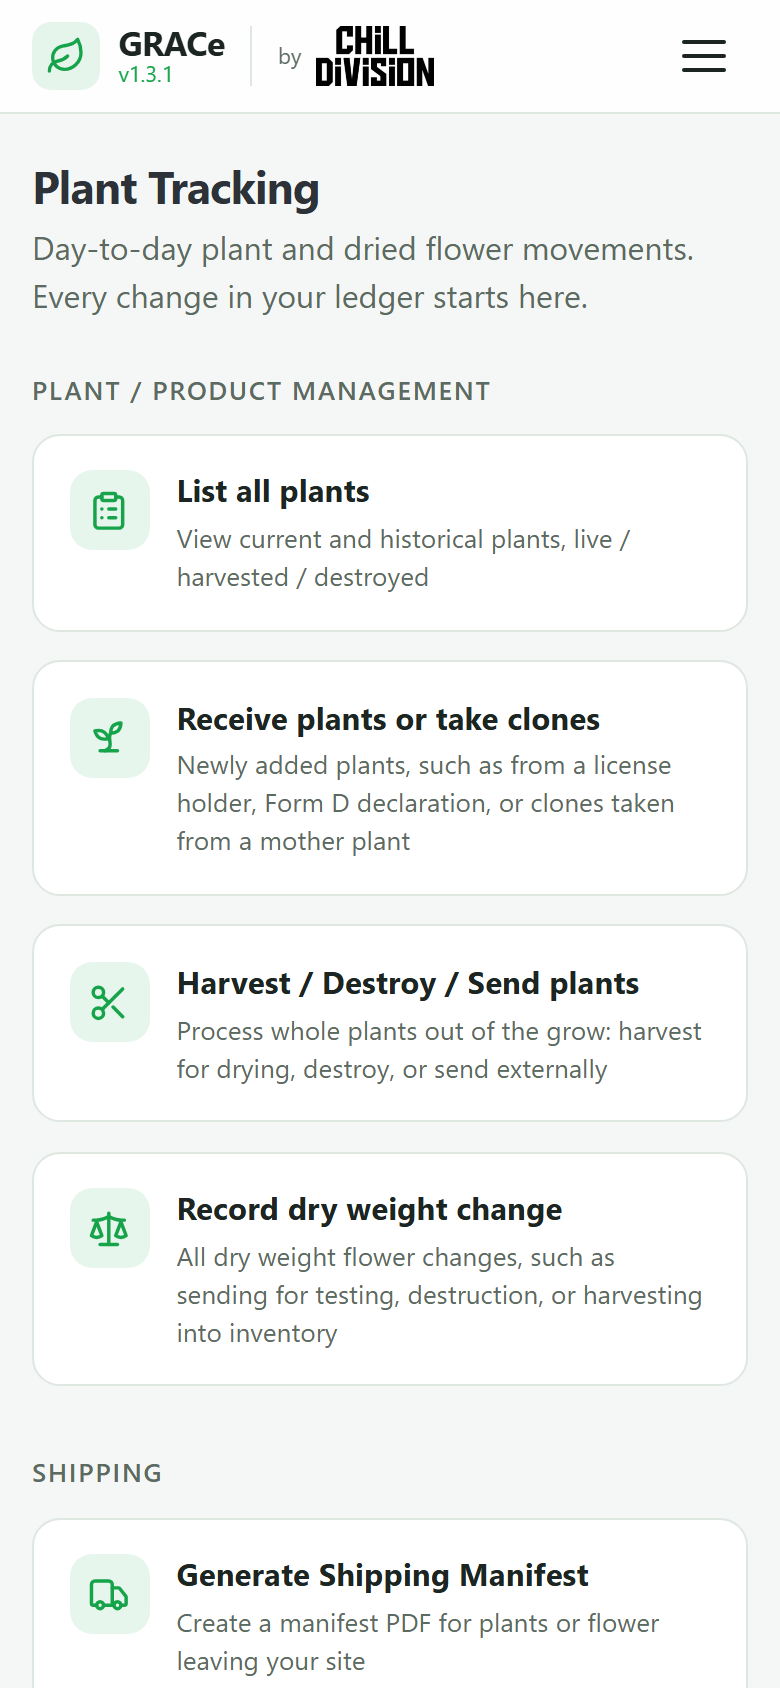 GRACe
v1.3.1
by
CHiLL
DiViSiON
Plant Tracking
Day-to-day plant and dried flower movements.
Every change in your ledger starts here.
PLANT / PRODUCT MANAGEMENT
List all plants
View current and historical plants, live /
harvested / destroyed
Receive plants or take clones
Newly added plants, such as from a license
holder, Form D declaration, or clones taken
from a mother plant
Harvest / Destroy / Send plants
Process whole plants out of the grow: harvest
for drying, destroy, or send externally
Record dry weight change
All dry weight flower changes, such as
sending for testing, destruction, or harvesting
into inventory
SHIPPING
Generate Shipping Manifest
Create a manifest PDF for plants or flower
leaving your site